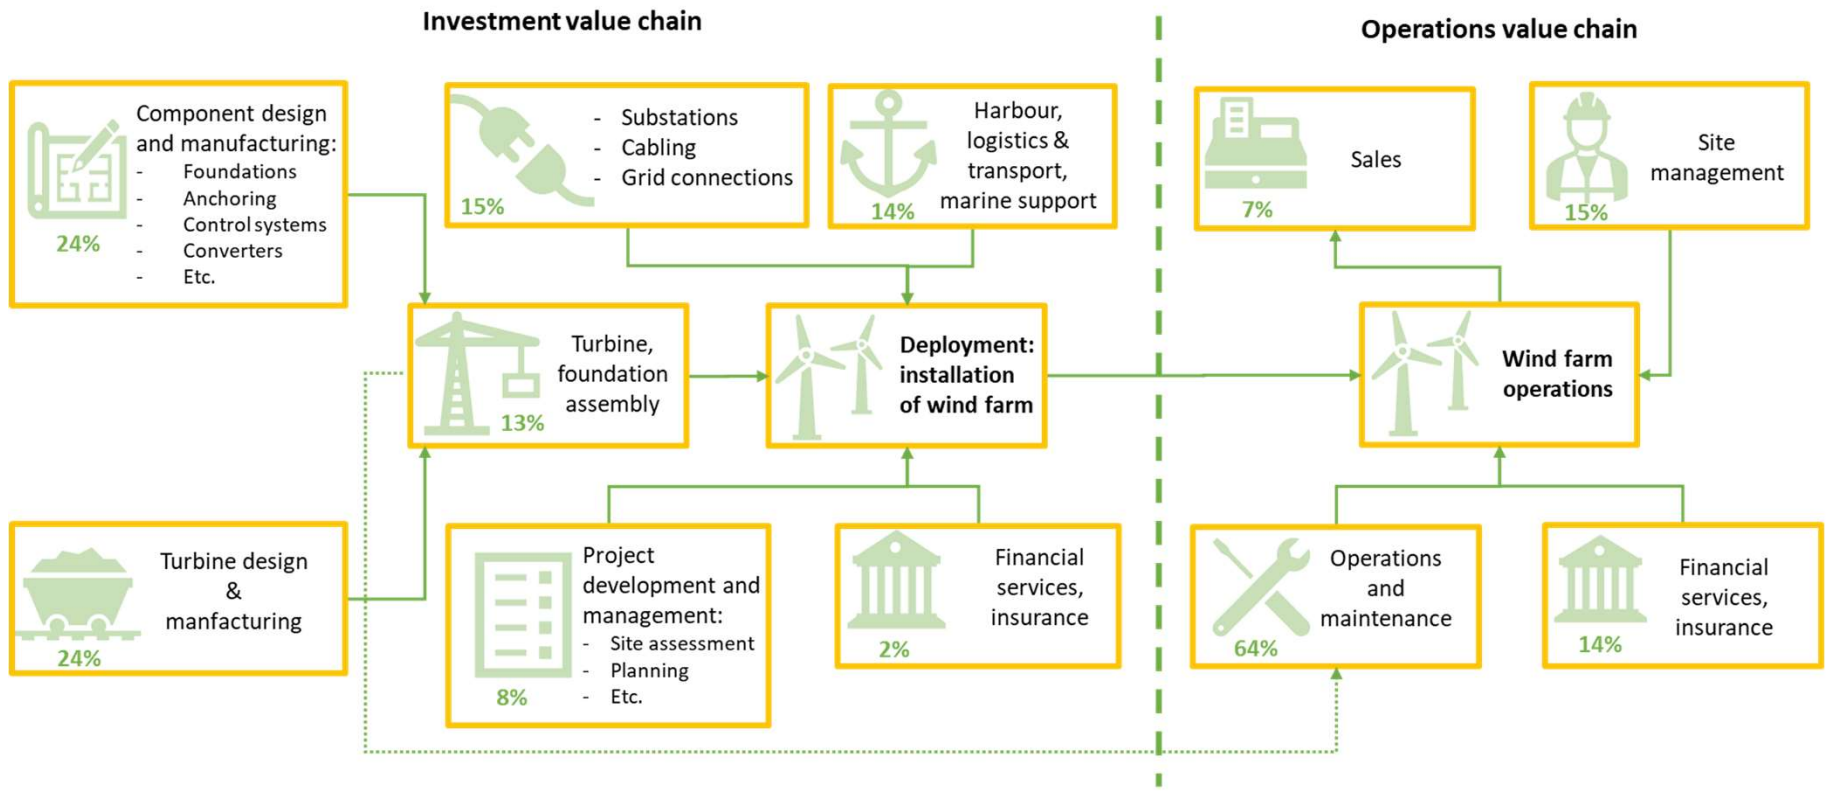 Investment value chain
Operations value chain
Component design
and manufacturing:
- Foundations
- Anchoring
- Control systems
- Converters
- Etc.
24%
- Substations
- Cabling
- Grid connections
15%
Harbour,
logistics &
transport,
marine support
14%
Sales
7%
Site
management
15%
Turbine,
foundation
assembly
13%
Deployment:
installation
of wind farm
Wind farm
operations
Turbine design
&
manfacturing
24%
Project
development and
management:
- Site assessment
- Planning
- Etc.
8%
Financial
services,
insurance
2%
Operations
and
maintenance
64%
Financial
services,
insurance
14%